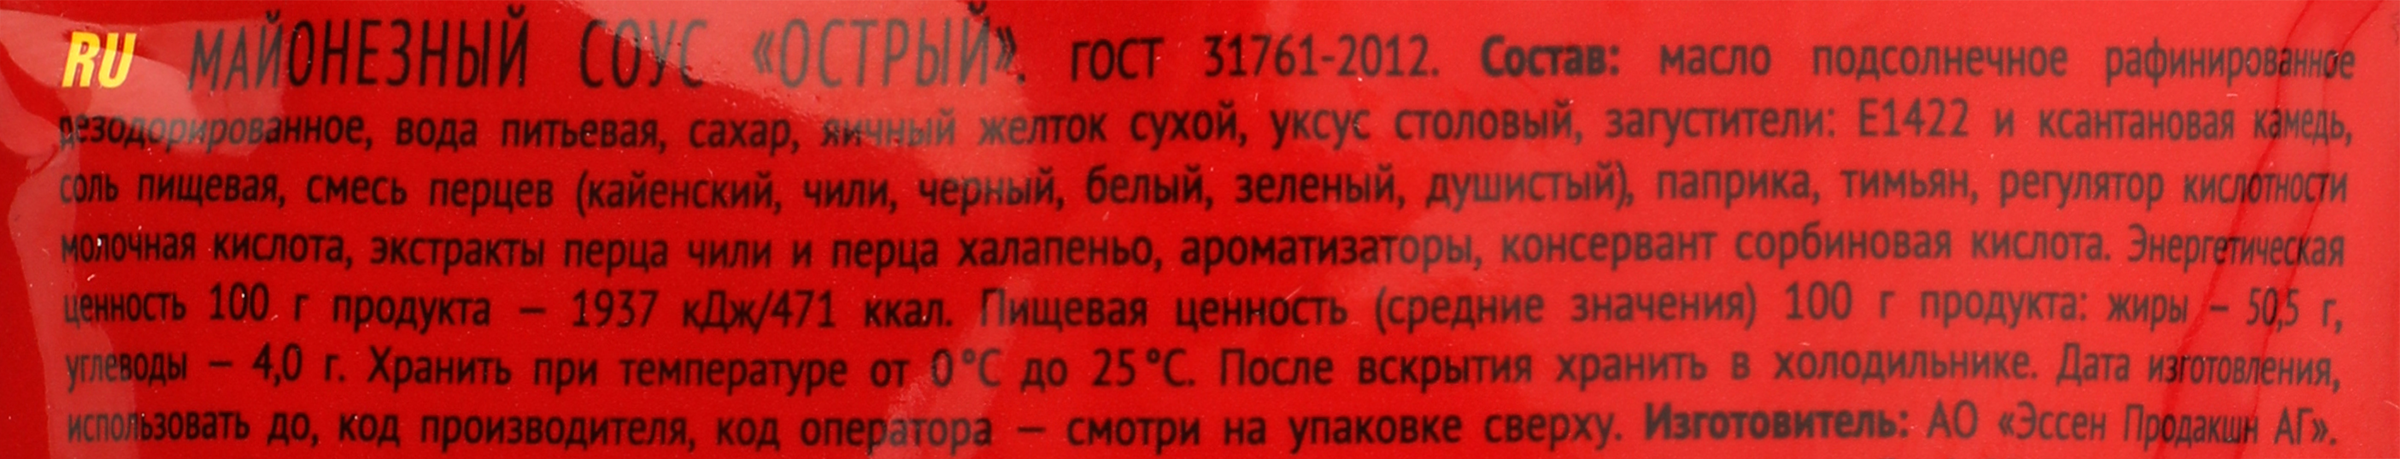 RU МАЙОНЕЗНЫЙ СОУС «ОСТРЫЙ». ГОСТ 31761-2012. Состав: масло подсолнечное рафинированное
дезодорированное, вода питьевая, сахар, яичный желток сухой, уксус столовый, загустители: E1422 и ксантановая камедь,
соль пищевая, смесь перцев (кайенский, чили, черный, белый, зеленый, душистый), паприка, тимьян, регулятор кислотности
молочная кислота, экстракты перца чили и перца халапеньо, ароматизаторы, консервант сорбиновая кислота. Энергетическая
ценность 100 г продукта – 1937 кДж/471 ккал. Пищевая ценность (средние значения) 100 г продукта: жиры – 50,5 г,
углеводы – 4,0 г. Хранить при температуре от 0°C до 25°C. После вскрытия хранить в холодильнике. Дата изготовления,
использовать до, код производителя, код оператора – смотри на упаковке сверху. Изготовитель: АО «Эссен Продакшн АГ».